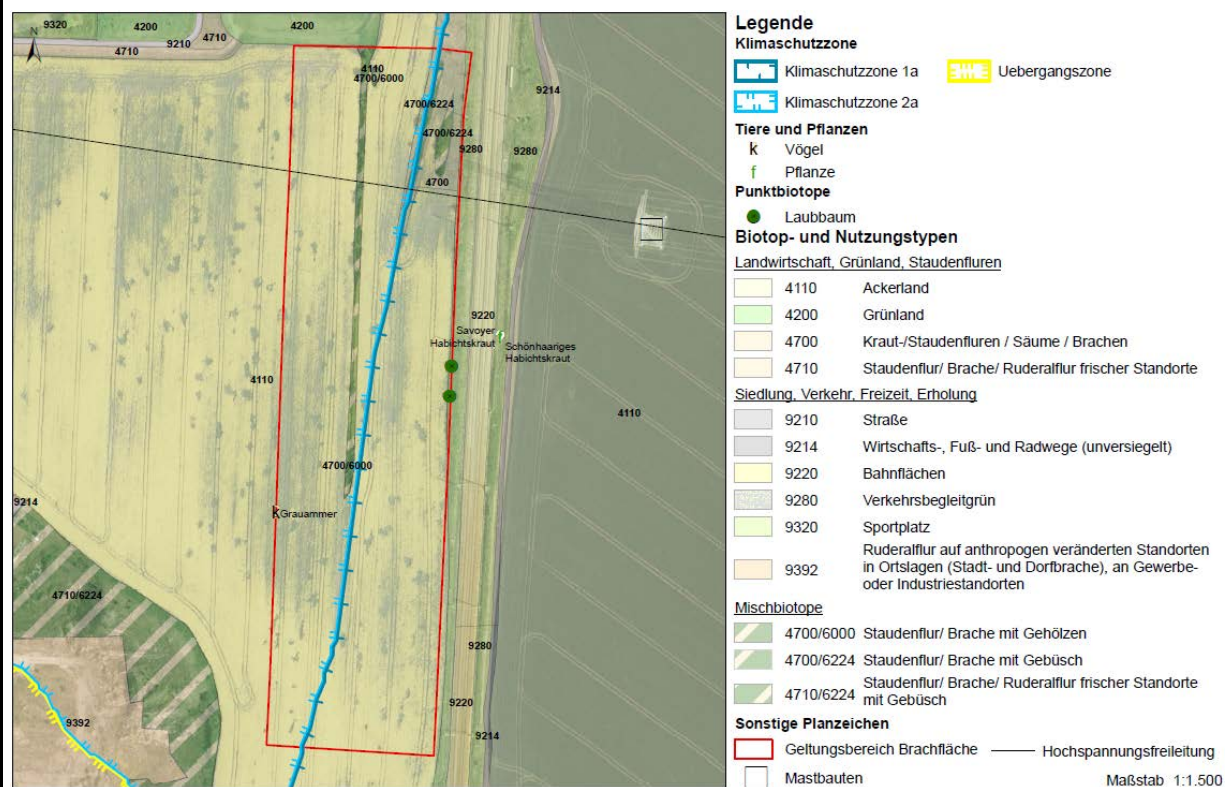 9320
4200
4200
N
9210
4710
4710
4110
4700/6000
9214
4700/6224
4700/6224
9280
9280
4700
9220
Savoyer
Habichtskraut
Schönhaariges
Habichtskraut
4110
4110
4700/6000
9214
k Grauammer
4710/6224
9280
9392
9220
9214
Legende
Klimaschutzzone
Klimaschutzzone 1a
Uebergangszone
Klimaschutzzone 2a
Tiere und Pflanzen
k Vögel
f Pflanze
Punktbiotope
Laubbaum
Biotop- und Nutzungstypen
Landwirtschaft, Grünland, Staudenfluren
4110 Ackerland
4200 Grünland
4700 Kraut-/Staudenfluren / Säume / Brachen
4710 Staudenflur/ Brache/ Ruderalflur frischer Standorte
Siedlung, Verkehr, Freizeit, Erholung
9210 Straße
9214 Wirtschafts-, Fuß- und Radwege (unversiegelt)
9220 Bahnflächen
9280 Verkehrsbegleitgrün
9320 Sportplatz
9392 Ruderalflur auf anthropogen veränderten Standorten
in Ortslagen (Stadt- und Dorfbrache), an Gewerbe-
oder Industriestandorten
Mischbiotope
4700/6000 Staudenflur/ Brache mit Gehölzen
4700/6224 Staudenflur/ Brache mit Gebüsch
4710/6224 Staudenflur/ Brache/ Ruderalflur frischer Standorte
mit Gebüsch
Sonstige Planzeichen
Geltungsbereich Brachfläche
Hochspannungsfreileitung
Mastbauten
Maßstab 1:1.500